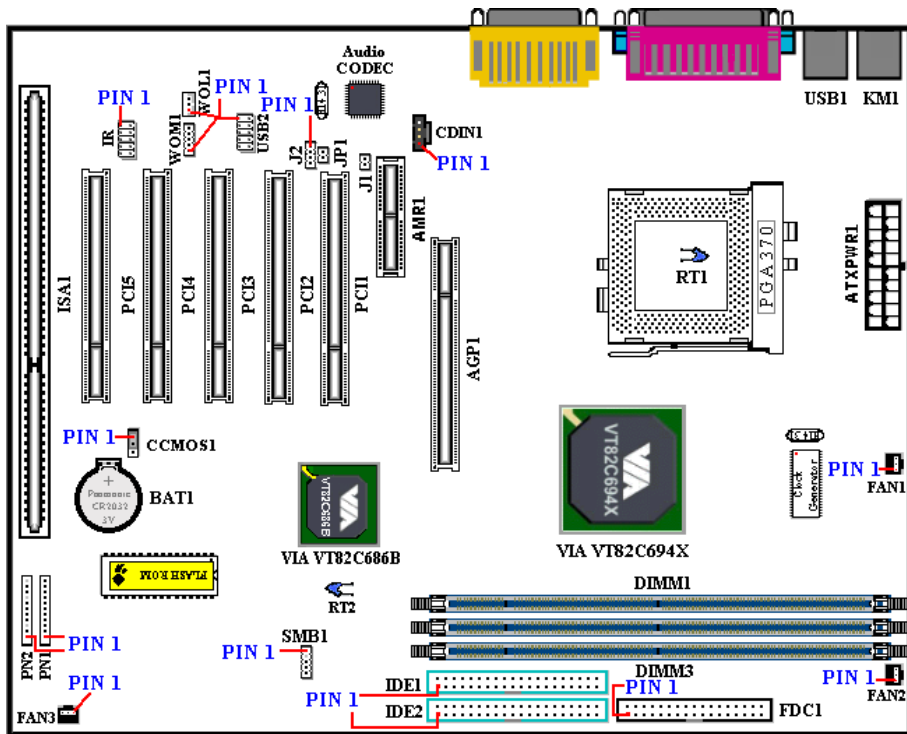 Audio
CODEC
USB1
KM1
PIN 1
WOL1
PIN 1
PIN 1
IR
WOM1
USB2
J2
JP1
J1
CDIN1
PIN 1
AMR1
ISA1
PCI5
PCI4
PCI3
PCI2
PCI1
AGP1
RT1
PGA370
ATXPWR1
PIN 1
CCMOS1
BAT1
+
Panasonic
CR2032
3V
VIA
VT82C686B
VIA VT82C686B
VIA
VT82C694X
VIA VT82C694X
Clock
Generator
PIN 1
FAN1
FLASH ROM
RT2
DIMM1
PN2
PN1
PIN 1
SMB1
PIN 1
DIMM3
PIN 1
FAN3
PIN 1
IDE1
IDE2
PIN 1
FDC1
PIN 1
FAN2